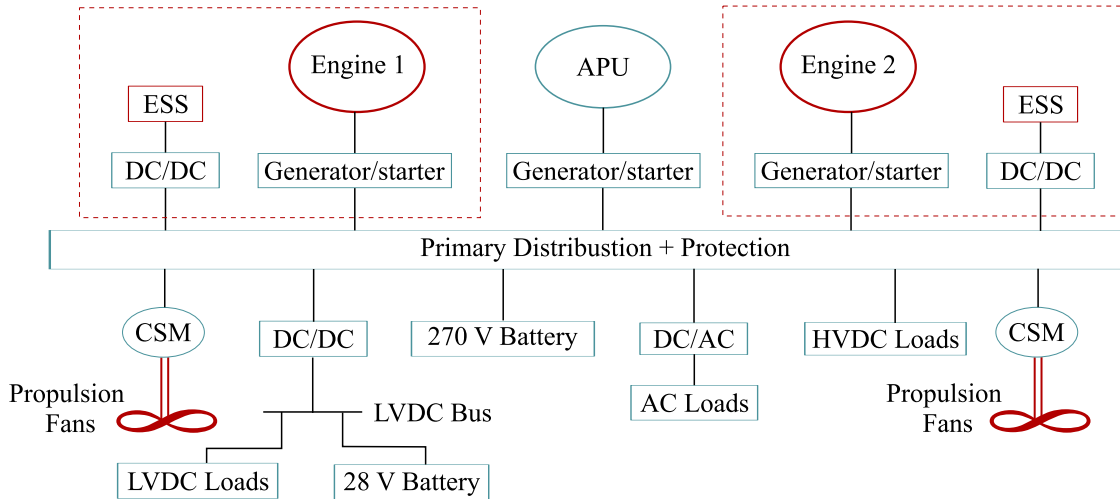 Engine 1
APU
Engine 2
ESS
ESS
DC/DC
Generator/starter
Generator/starter
Generator/starter
DC/DC
Primary Distribustion + Protection
CSM
DC/DC
270 V Battery
DC/AC
HVDC Loads
CSM
Propulsion
Fans
LVDC Bus
AC Loads
Propulsion
Fans
LVDC Loads
28 V Battery